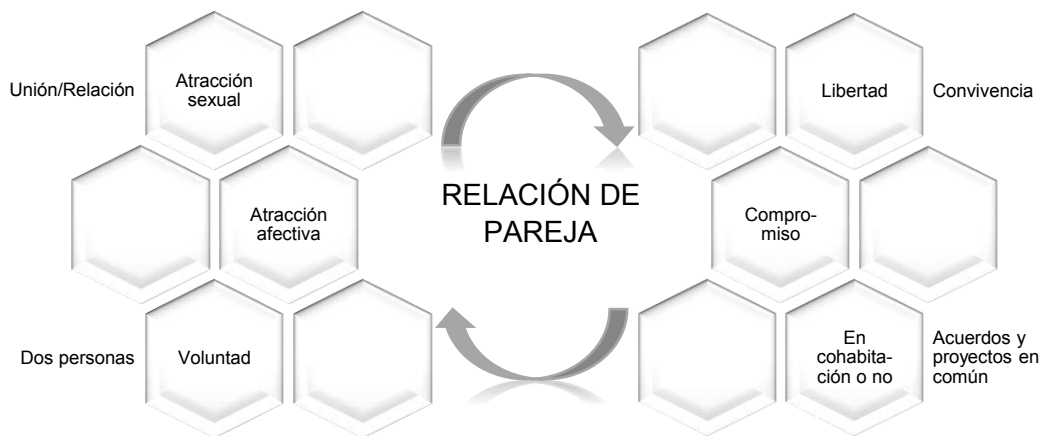 Unión/Relación
Atracción
sexual
Atracción
afectiva
Dos personas
Voluntad
RELACIÓN DE
PAREJA
Libertad
Convivencia
Compro-
miso
En
cohabita-
ción o no
Acuerdos y
proyectos en
común